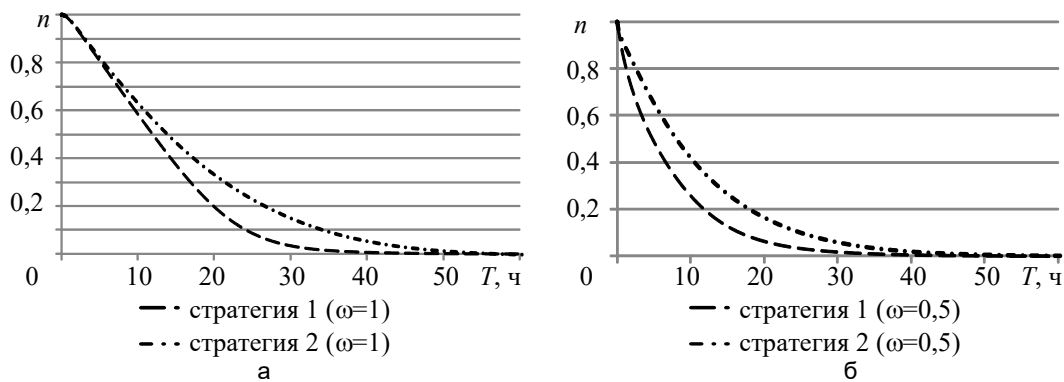 n
0,8
0,6
0,4
0,2
0 10 20 30 40 50 T, ч
стратегия 1 (ω=1)
стратегия 2 (ω=1)
а
n
0,8
0,6
0,4
0,2
0 10 20 30 40 50 T, ч
стратегия 1 (ω=0,5)
стратегия 2 (ω=0,5)
б